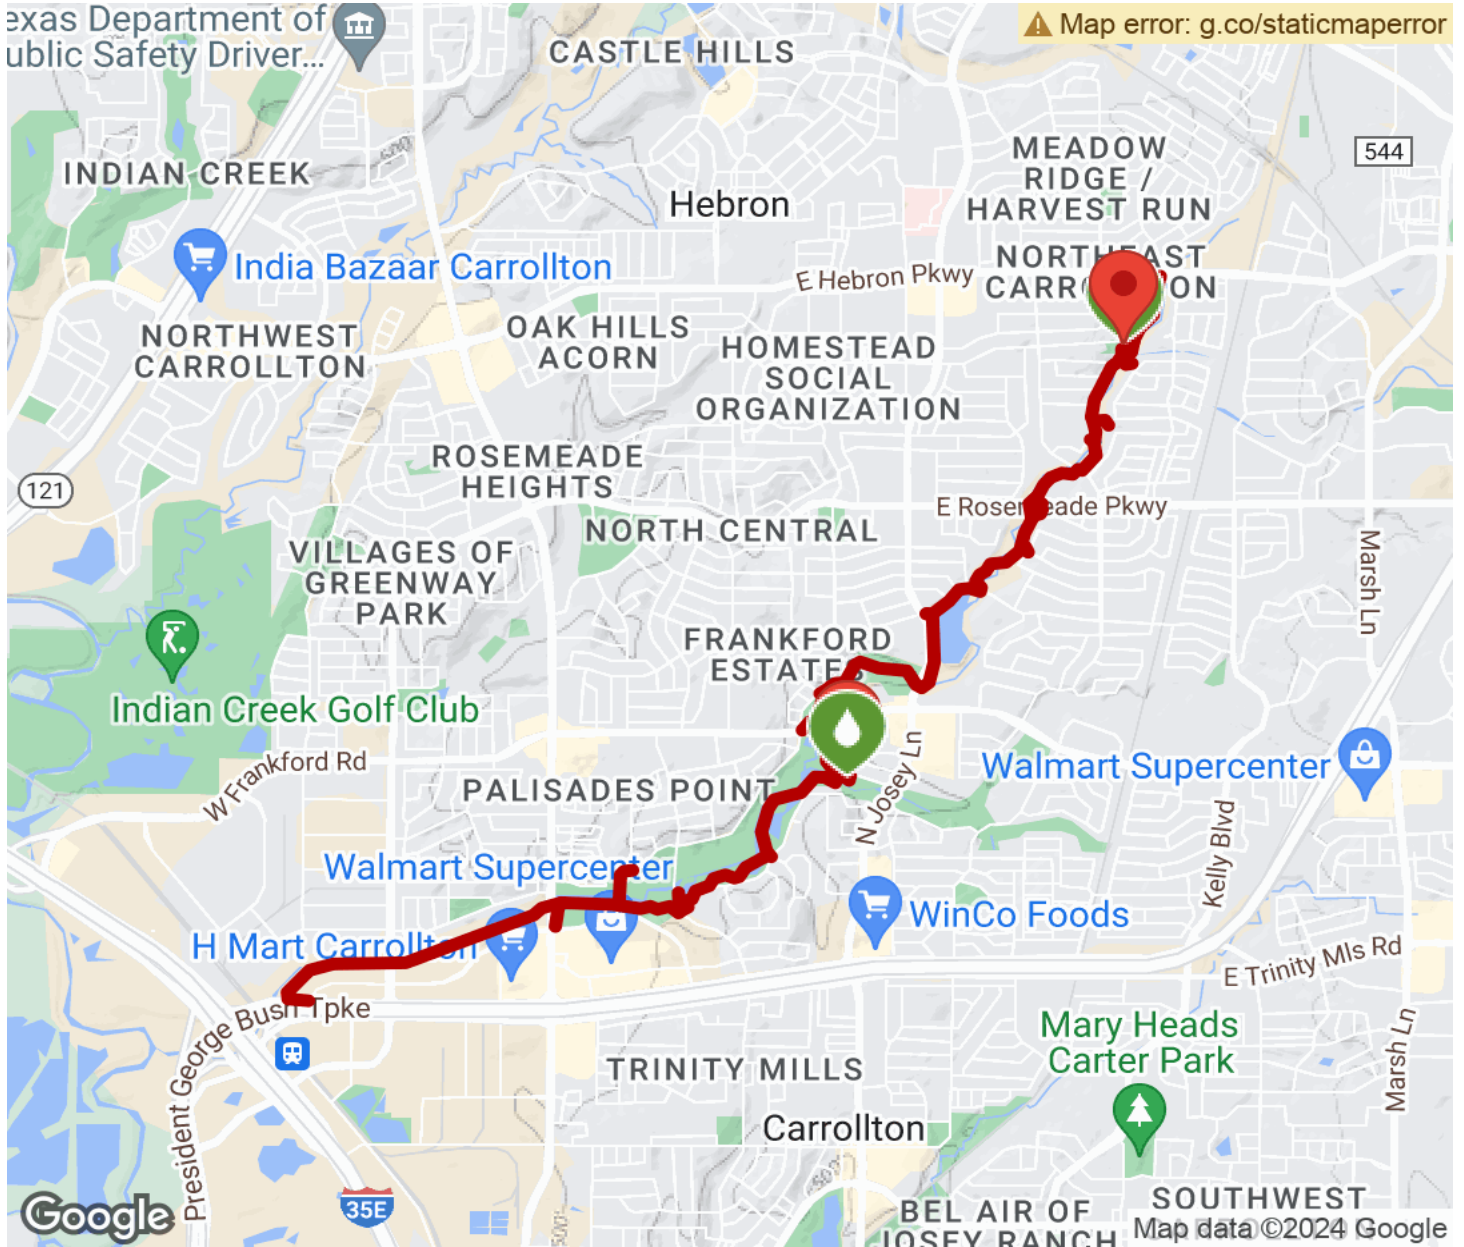 exas Department of
ublic Safety Driver...
CASTLE HILLS
Map error: g.co/staticmaperror
544
MEADOW
RIDGE /
HARVEST RUN
INDIAN CREEK
Hebron
India Bazaar Carrollton
E Hebron Pkwy
NORTHWEST
CARROLLTON
OAK HILLS
ACORN
HOMESTEAD
SOCIAL
ORGANIZATION
ROSEMEADE
HEIGHTS
121
NORTH CENTRAL
Marsh Ln
VILLAGES OF
GREENWAY
PARK
FRANKFORD
ESTATES
Indian Creek Golf Club
W Frankford Rd
PALISADES POINT
N Josey Ln
Walmart Supercenter
Kelly Blvd
Walmart Supercenter
WinCo Foods
H Mart Carrollton
E Trinity Mls Rd
President George Bush Tpke
Mary Heads
Carter Park
Marsh Ln
TRINITY MILLS
Carrollton
500
35E
BEL AIR OF
JOSEY RANCH
SOUTHWEST
Google
Map data ©2024 Google